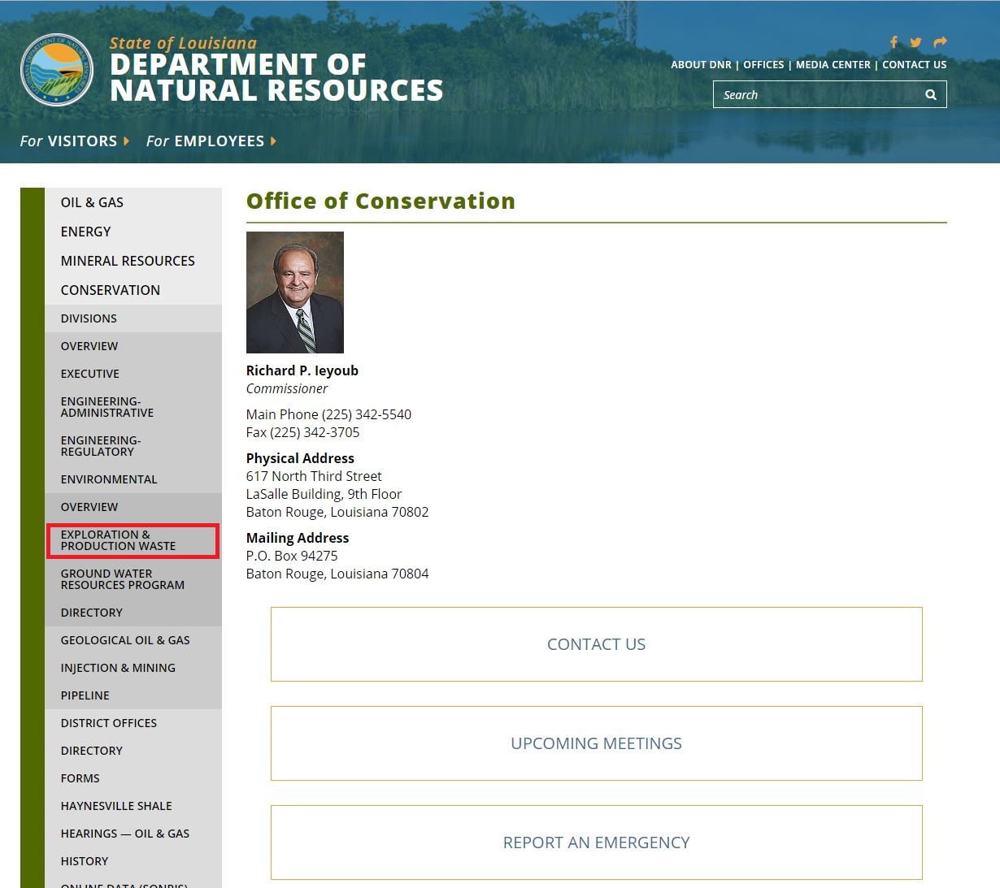 State of Louisiana
DEPARTMENT OF
NATURAL RESOURCES
ABOUT DNR | OFFICES | MEDIA CENTER | CONTACT US
Search
For VISITORS For EMPLOYEES
OIL & GAS
ENERGY
MINERAL RESOURCES
CONSERVATION
DIVISIONS
OVERVIEW
EXECUTIVE
ENGINEERING-
ADMINISTRATIVE
ENGINEERING-
REGULATORY
ENVIRONMENTAL
OVERVIEW
EXPLORATION &
PRODUCTION WASTE
GROUND WATER
RESOURCES PROGRAM
DIRECTORY
GEOLOGICAL OIL & GAS
INJECTION & MINING
PIPELINE
DISTRICT OFFICES
DIRECTORY
FORMS
HAYNESVILLE SHALE
HEARINGS — OIL & GAS
HISTORY
ONLINE DATA (SONRIS)
Office of Conservation
Richard P. Ieyoub
Commissioner
Main Phone (225) 342-5540
Fax (225) 342-3705
Physical Address
617 North Third Street
LaSalle Building, 9th Floor
Baton Rouge, Louisiana 70802
Mailing Address
P.O. Box 94275
Baton Rouge, Louisiana 70804
CONTACT US
UPCOMING MEETINGS
REPORT AN EMERGENCY